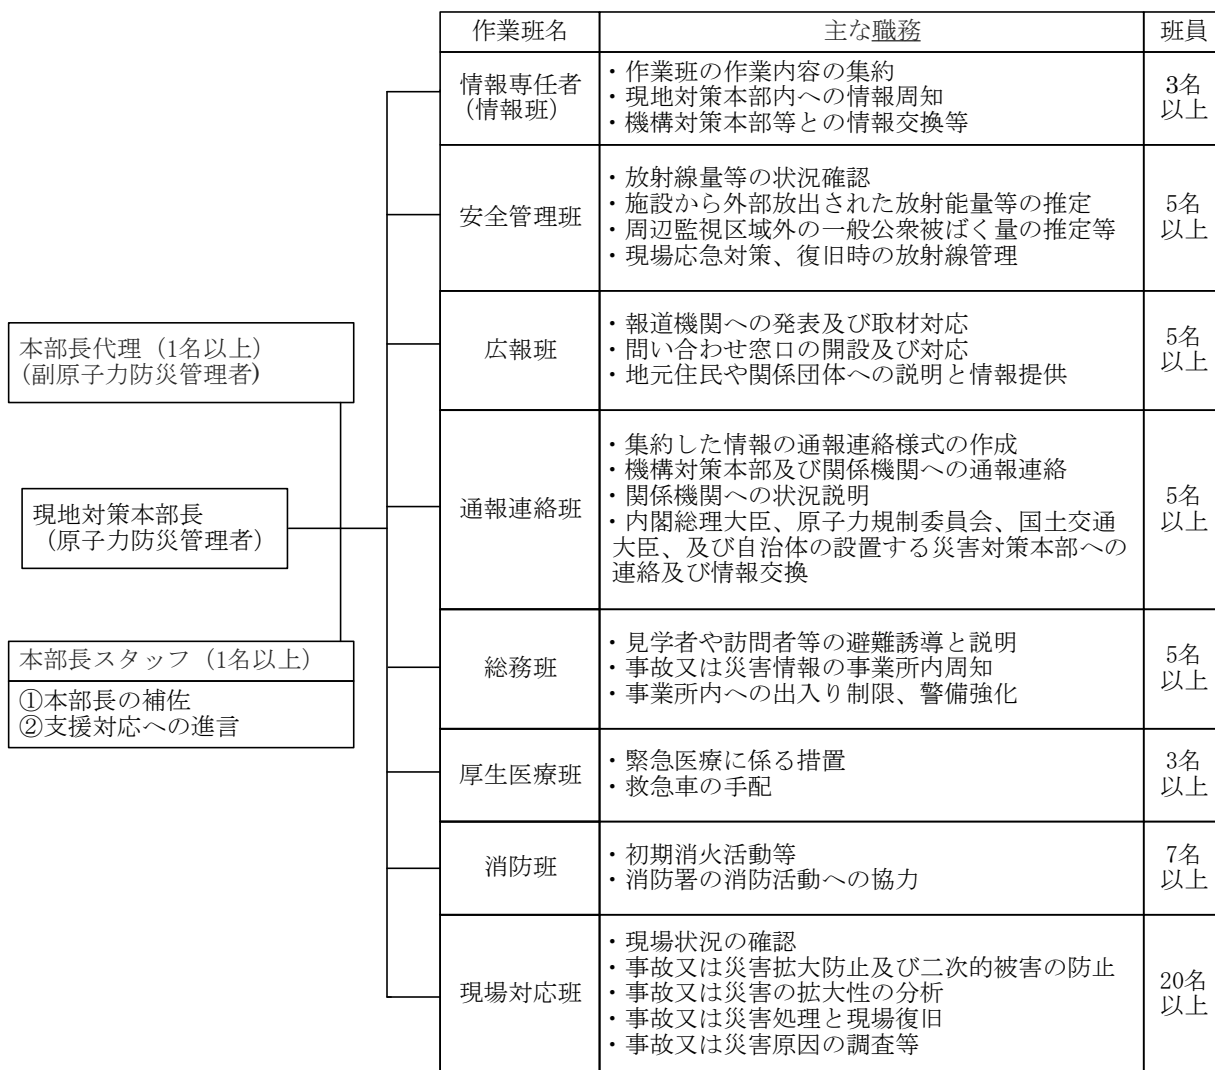 作業班名 主な職務 班員
情報専任者
(情報班)
・作業班の作業内容の集約
・現地対策本部内への情報周知
・機構対策本部等との情報交換等
3名
以上
安全管理班
・放射線量等の状況確認
・施設から外部放出された放射能量等の推定
・周辺監視区域外の一般公衆被ばく量の推定等
・現場応急対策、復旧時の放射線管理
5名
以上
本部長代理 (1名以上)
(副原子力防災管理者)
広報班
・報道機関への発表及び取材対応
・問い合わせ窓口の開設及び対応
・地元住民や関係団体への説明と情報提供
5名
以上
現地対策本部長
(原子力防災管理者)
通報連絡班
・集約した情報の通報連絡様式の作成
・機構対策本部及び関係機関への通報連絡
・関係機関への状況説明
・内閣総理大臣、原子力規制委員会、国土交通
大臣、及び自治体の設置する災害対策本部への
連絡及び情報交換
5名
以上
本部長スタッフ (1名以上)
①本部長の補佐
②支援対応への進言
総務班
・見学者や訪問者等の避難誘導と説明
・事故又は災害情報の事業所内周知
・事業所内への出入り制限、警備強化
5名
以上
厚生医療班
・緊急医療に係る措置
・救急車の手配
3名
以上
消防班
・初期消火活動等
・消防署の消防活動への協力
7名
以上
現場対応班
・現場状況の確認
・事故又は災害拡大防止及び二次的被害の防止
・事故又は災害の拡大性の分析
・事故又は災害処理と現場復旧
・事故又は災害原因の調査等
20名
以上